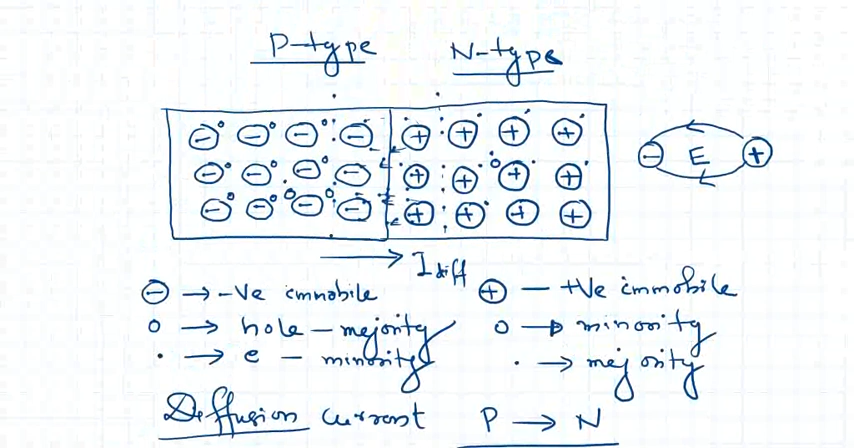 P-type N-type
E
I diff
⊖ → -Ve immobile ⊕ — +Ve immobile
o → hole — majority o → minority
• → e — minority • → majority
Diffusion current P → N